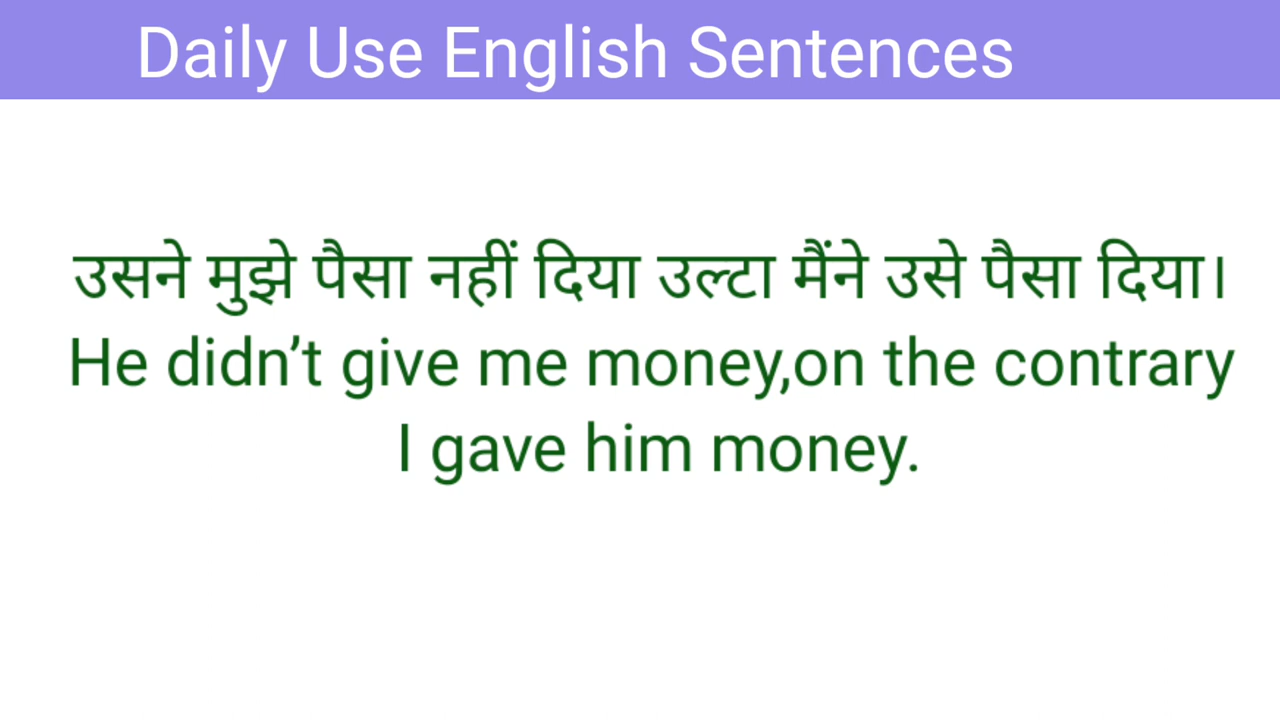 Daily Use English Sentences
उसने मुझे पैसा नहीं दिया उल्टा मैंने उसे पैसा दिया।
He didn’t give me money,on the contrary
I gave him money.